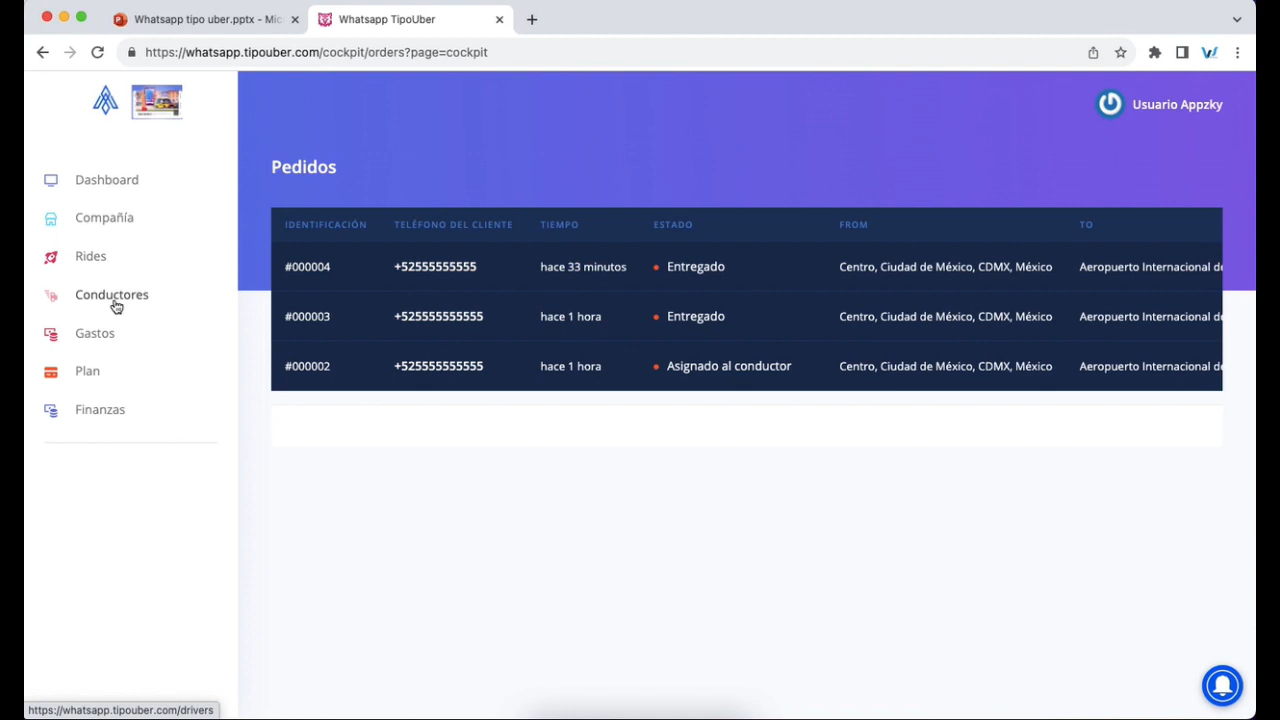 Whatsapp tipo uber.pptx - Mic
Whatsapp TipoUber
https://whatsapp.tipouber.com/cockpit/orders?page=cockpit
Usuario Appzky
Dashboard
Compañía
Rides
Conductores
Gastos
Plan
Finanzas
Pedidos
IDENTIFICACIÓN TELÉFONO DEL CLIENTE TIEMPO ESTADO FROM TO
#000004 +52555555555 hace 33 minutos Entregado Centro, Ciudad de México, CDMX, México Aeropuerto Internacional de
#000003 +525555555555 hace 1 hora Entregado Centro, Ciudad de México, CDMX, México Aeropuerto Internacional de
#000002 +525555555555 hace 1 hora Asignado al conductor Centro, Ciudad de México, CDMX, México Aeropuerto Internacional de
https://whatsapp.tipouber.com/drivers